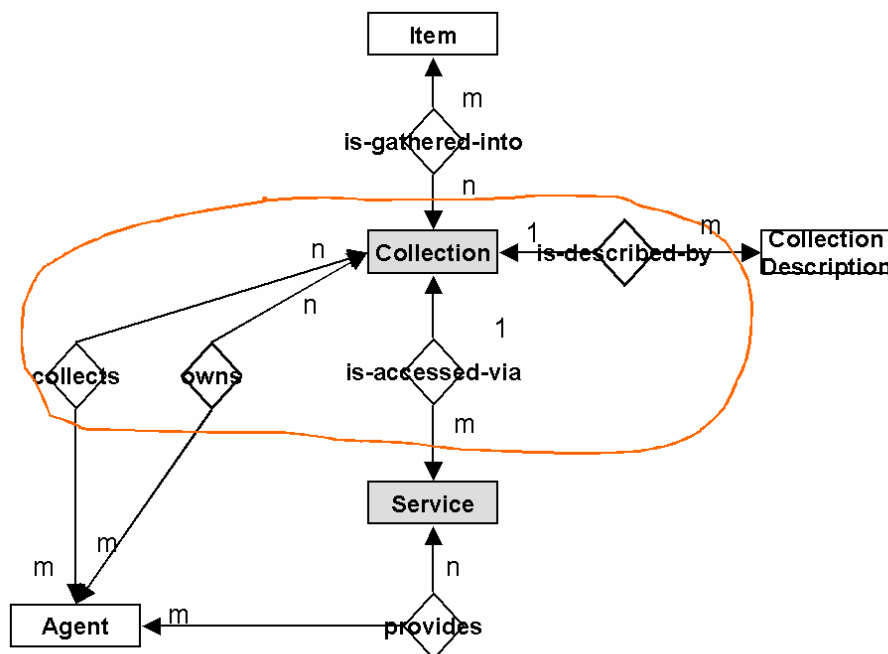 Item
m
is-gathered-into
n
Collection
1
is-described-by
m
Collection
Description
n
n
1
collects
owns
is-accessed-via
m
Service
m
m
n
Agent
m
provides